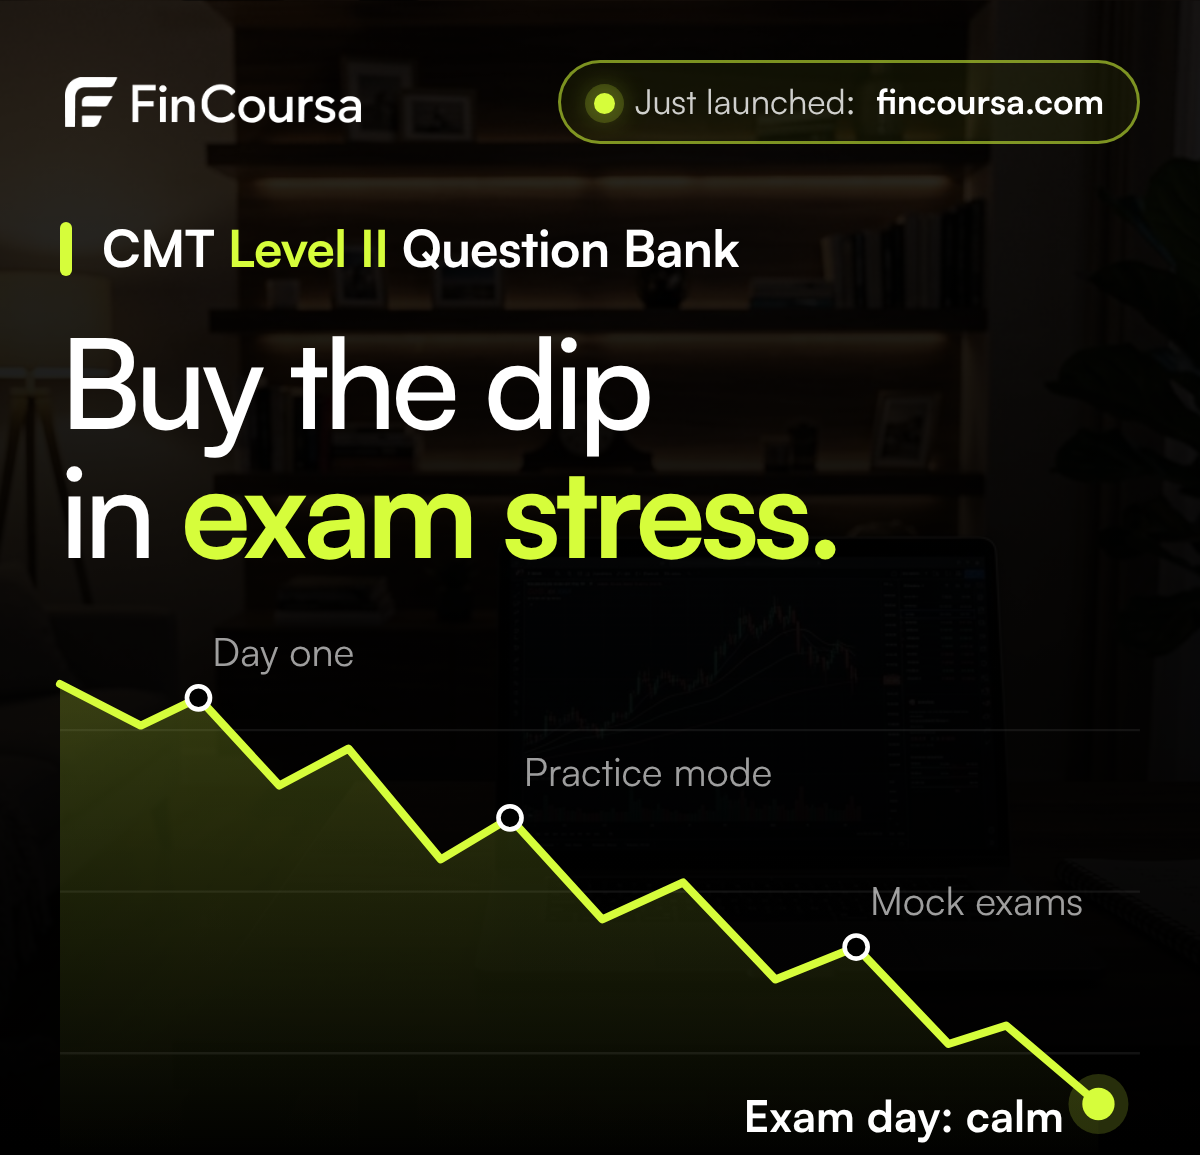 FinCoursa
Just launched: fincoursa.com
CMT Level II Question Bank
Buy the dip
in exam stress.
Day one
Practice mode
Mock exams
Exam day: calm